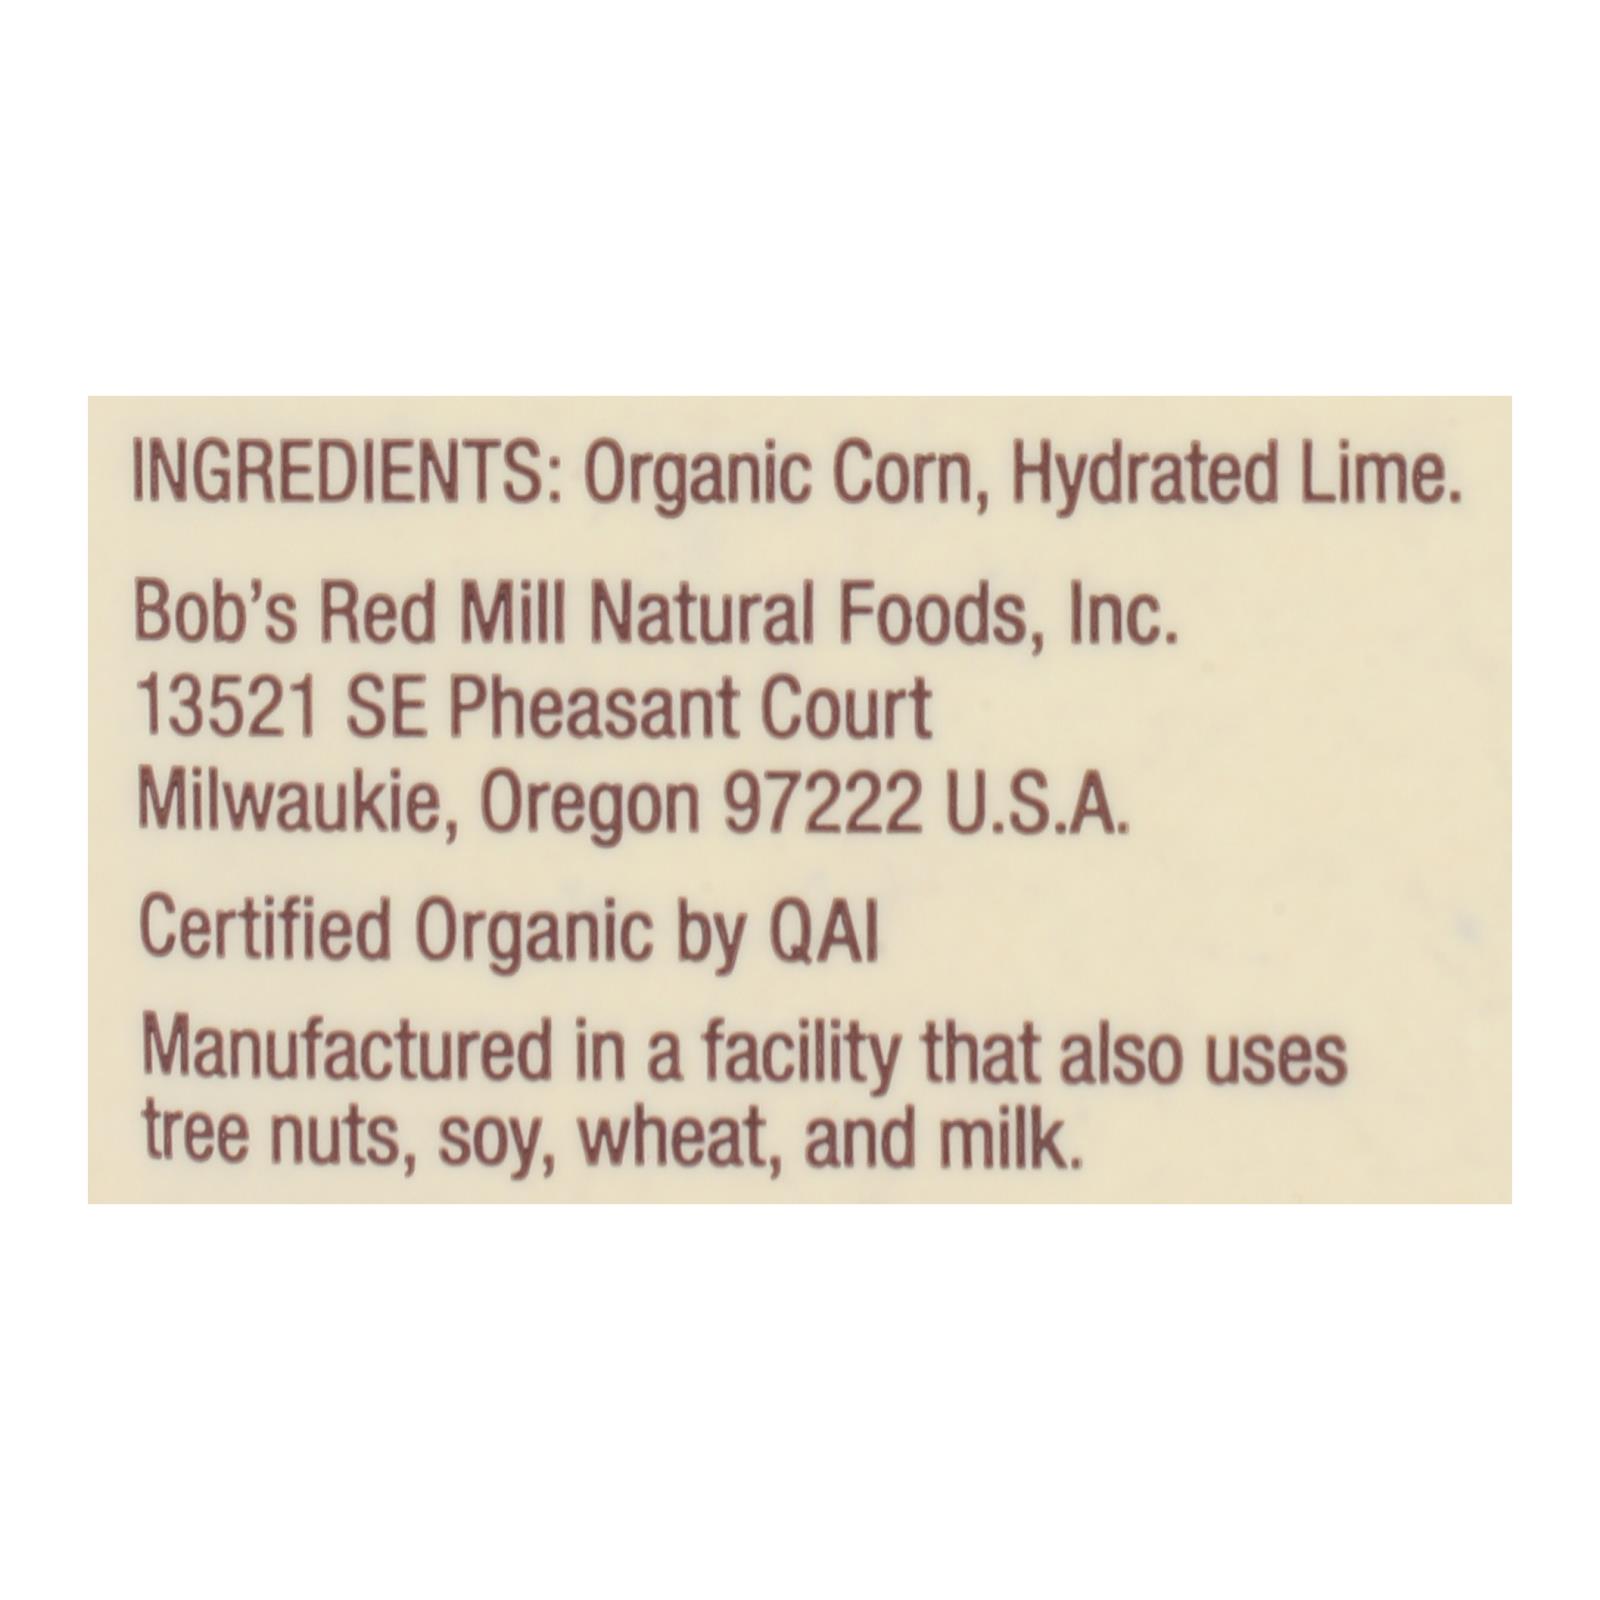 INGREDIENTS: Organic Corn, Hydrated Lime.
Bob's Red Mill Natural Foods, Inc.
13521 SE Pheasant Court
Milwaukie, Oregon 97222 U.S.A.
Certified Organic by QAI
Manufactured in a facility that also uses
tree nuts, soy, wheat, and milk.